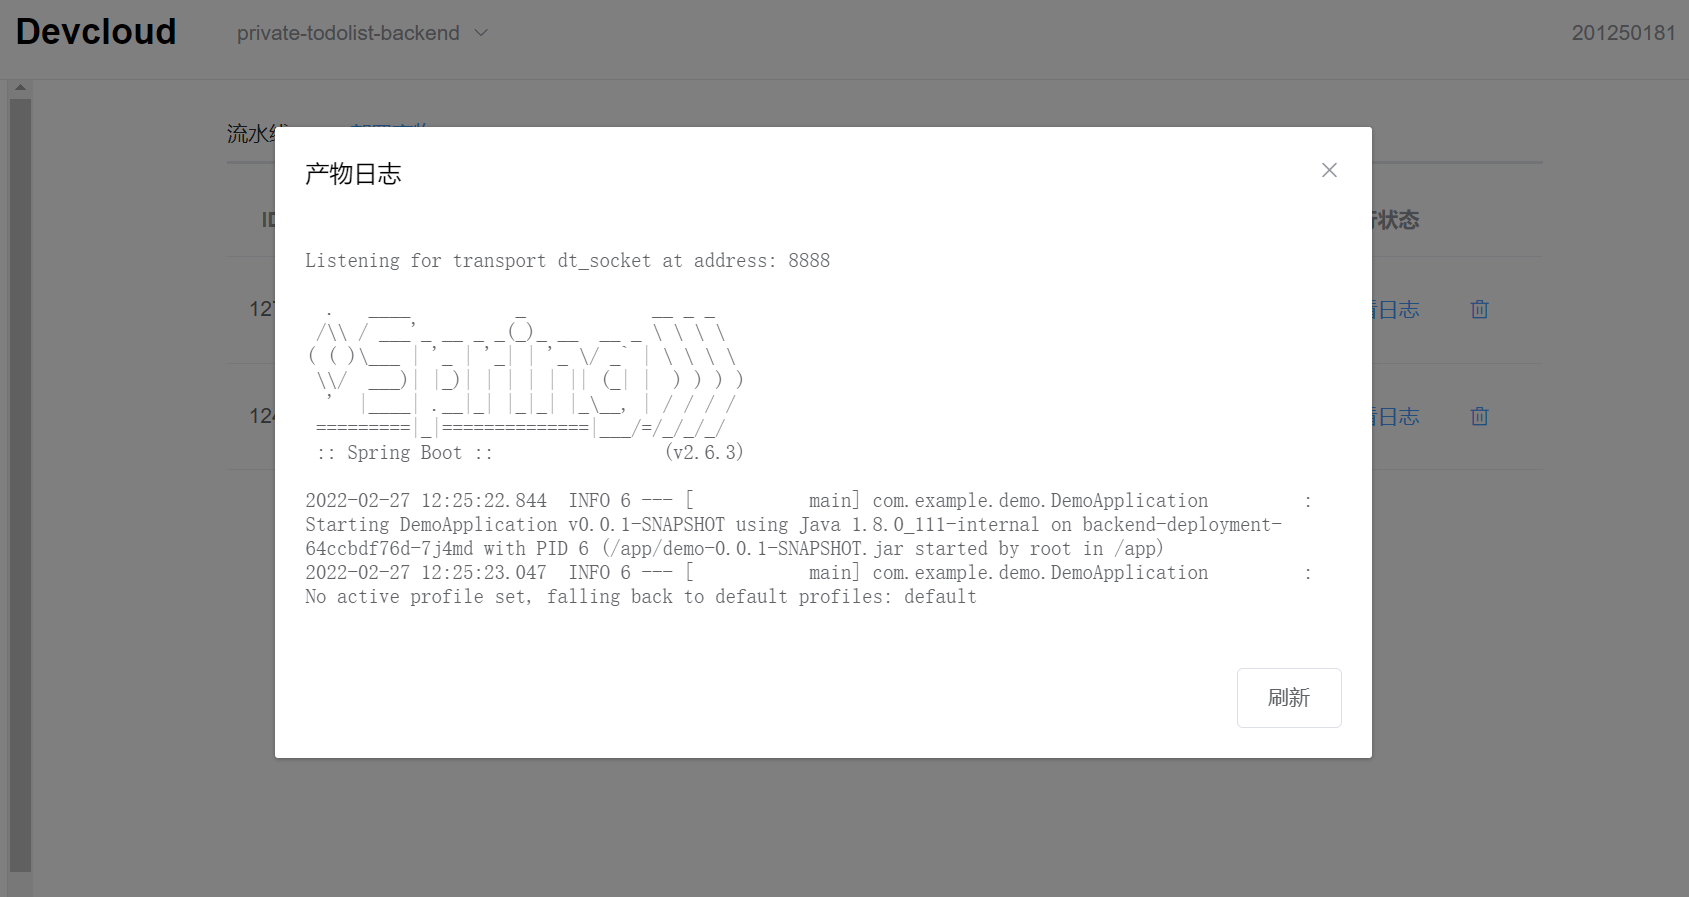 Devcloud
private-todolist-backend
201250181
流水线
产物日志
行状态
Listening for transport dt_socket at address: 8888
  .   ____          _            __ _ _
 /\\ / ___'_ __ _ _(_)_ __  __ _ \ \ \ \
( ( )\___ | '_ | '_| | '_ \/ _` | \ \ \ \
 \\/  ___)| |_)| | | | | || (_| |  ) ) ) )
  '  |____| .__|_| |_|_| |_\__, | / / / /
 =========|_|==============|___/=/_/_/_/
 :: Spring Boot ::                (v2.6.3)
看日志
看日志
2022-02-27 12:25:22.844  INFO 6 --- [           main] com.example.demo.DemoApplication         :
Starting DemoApplication v0.0.1-SNAPSHOT using Java 1.8.0_111-internal on backend-deployment-
64ccbdf76d-7j4md with PID 6 (/app/demo-0.0.1-SNAPSHOT.jar started by root in /app)
2022-02-27 12:25:23.047  INFO 6 --- [           main] com.example.demo.DemoApplication         :
No active profile set, falling back to default profiles: default
刷新